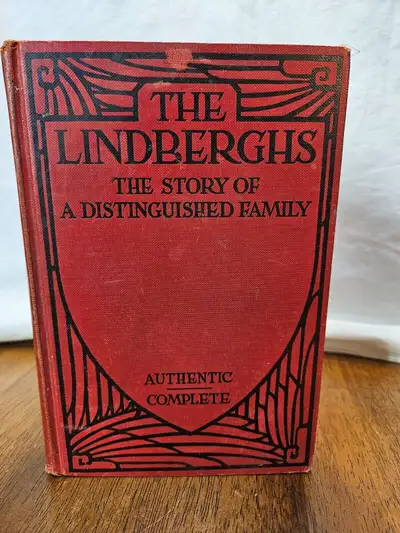 THE
LINDBERGHS
THE STORY OF
A DISTINGUISHED FAMILY
AUTHENTIC
COMPLETE